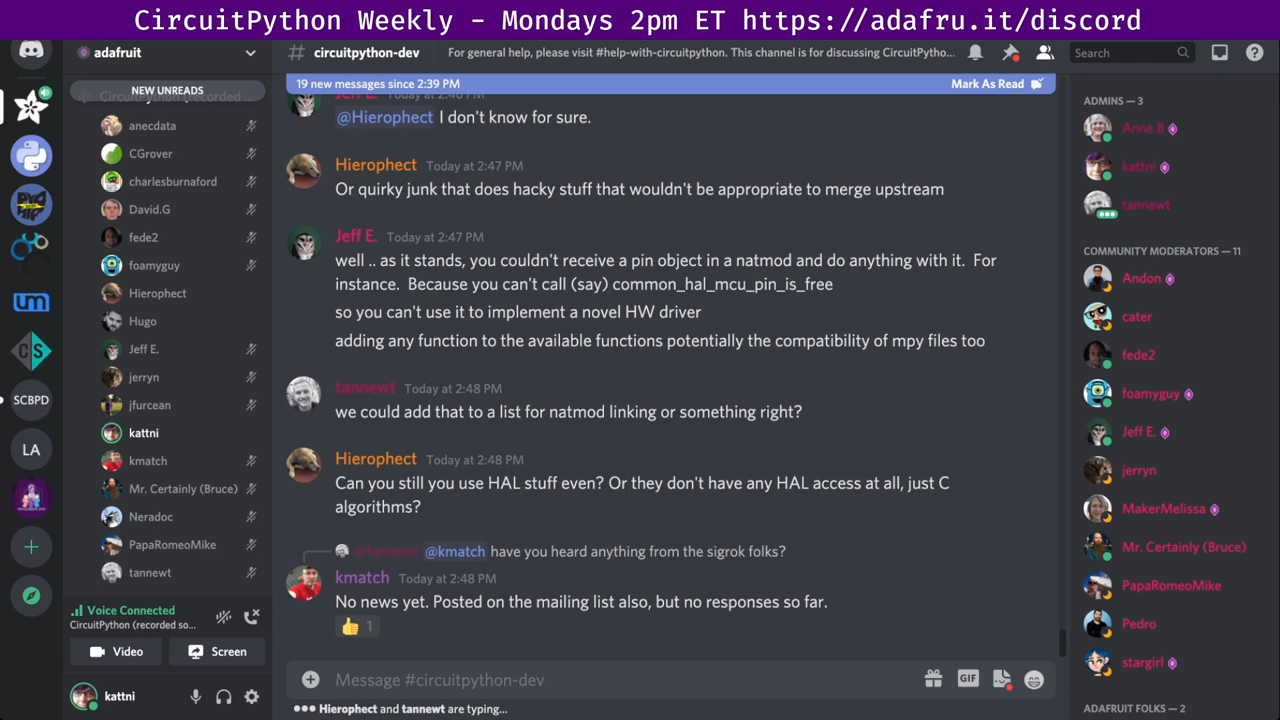 CircuitPython Weekly - Mondays 2pm ET https://adafru.it/discord
adafruit
NEW UNREADS
anecdata
CGrover
charlesburnaford
David.G
fede2
foamyguy
Hierophect
Hugo
Jeff E.
jerryn
jfurcean
kattni
kmatch
Mr. Certainly (Bruce)
Neradoc
PapaRomeoMike
tannewt
Voice Connected
CircuitPython (recorded so...
Video
Screen
kattni
SCBPD
LA
# circuitpython-dev
For general help, please visit #help-with-circuitpython. This channel is for discussing CircuitPytho...
Search
19 new messages since 2:39 PM
Mark As Read
@Hierophect I don't know for sure.
Hierophect Today at 2:47 PM
Or quirky junk that does hacky stuff that wouldn't be appropriate to merge upstream
Jeff E. Today at 2:47 PM
well .. as it stands, you couldn't receive a pin object in a natmod and do anything with it. For
instance. Because you can't call (say) common_hal_mcu_pin_is_free
so you can't use it to implement a novel HW driver
adding any function to the available functions potentially the compatibility of mpy files too
tannewt Today at 2:48 PM
we could add that to a list for natmod linking or something right?
Hierophect Today at 2:48 PM
Can you still you use HAL stuff even? Or they don't have any HAL access at all, just C
algorithms?
@tannewt @kmatch have you heard anything from the sigrok folks?
kmatch Today at 2:48 PM
No news yet. Posted on the mailing list also, but no responses so far.
1
Message #circuitpython-dev
GIF
Hierophect and tannewt are typing...
ADMINS — 3
Anne B
kattni
tannewt
COMMUNITY MODERATORS — 11
Andon
cater
fede2
foamyguy
Jeff E.
jerryn
MakerMelissa
Mr. Certainly (Bruce)
PapaRomeoMike
Pedro
stargirl
ADAFRUIT FOLKS — 2